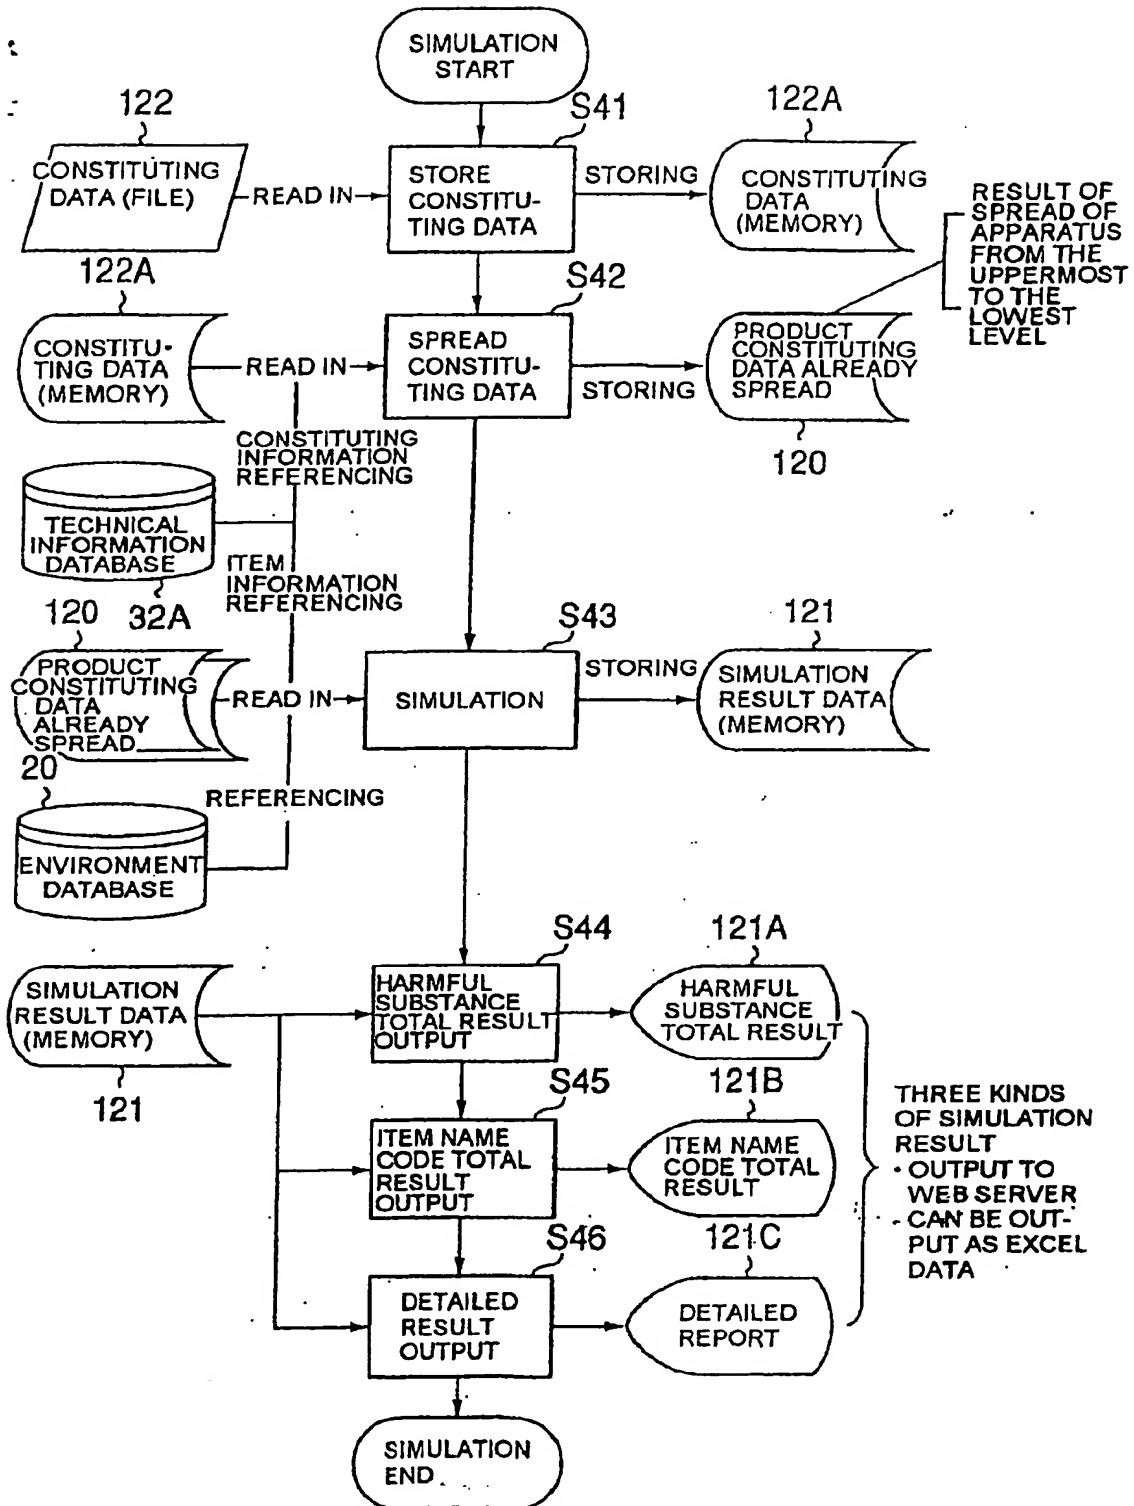 SIMULATION
START
122
S41
122A
CONSTITUTING
DATA (FILE)
READ IN
STORE
CONSTITU-
TING DATA
STORING
CONSTITUTING
DATA
(MEMORY)
RESULT OF
SPREAD OF
APPARATUS
FROM THE
UPPERMOST
TO THE
LOWEST
LEVEL
122A
S42
CONSTITU-
TING DATA
(MEMORY)
READ IN
SPREAD
CONSTITU-
TING DATA
STORING
PRODUCT
CONSTITUTING
DATA ALREADY
SPREAD
120
CONSTITUTING
INFORMATION
REFERENCING
TECHNICAL
INFORMATION
DATABASE
32A
ITEM
INFORMATION
REFERENCING
120
S43
121
PRODUCT
CONSTITUTING
DATA
ALREADY
SPREAD
READ IN
SIMULATION
STORING
SIMULATION
RESULT DATA
(MEMORY)
20
REFERENCING
ENVIRONMENT
DATABASE
S44
121A
SIMULATION
RESULT DATA
(MEMORY)
121
HARMFUL
SUBSTANCE
TOTAL RESULT
OUTPUT
HARMFUL
SUBSTANCE
TOTAL RESULT
S45
121B
ITEM NAME
CODE TOTAL
RESULT
OUTPUT
ITEM NAME
CODE TOTAL
RESULT
THREE KINDS
OF SIMULATION
RESULT
· OUTPUT TO
WEB SERVER
· CAN BE OUT-
PUT AS EXCEL
DATA
S46
121C
DETAILED
RESULT
OUTPUT
DETAILED
REPORT
SIMULATION
END